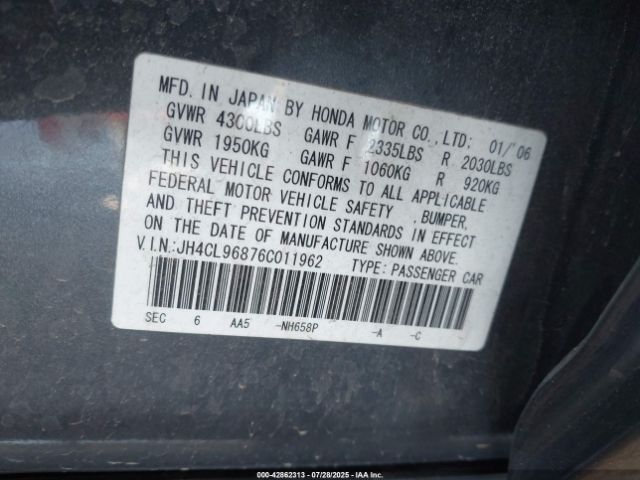 MFD. IN JAPAN BY HONDA MOTOR CO., LTD; 01/'06
GVWR 4300LBS GAWR F 2335LBS R 2030LBS
GVWR 1950KG GAWR F 1060KG R 920KG
THIS VEHICLE CONFORMS TO ALL APPLICABLE
FEDERAL MOTOR VEHICLE SAFETY ,BUMPER,
AND THEFT PREVENTION STANDARDS IN EFFECT
ON THE DATE OF MANUFACTURE SHOWN ABOVE.
V.I.N:JH4CL96876C011962 TYPE: PASSENGER CAR
SEC 6 AA5 -NH658P -A -C
00-42862313 - 07/28/2025 - IAA Inc.